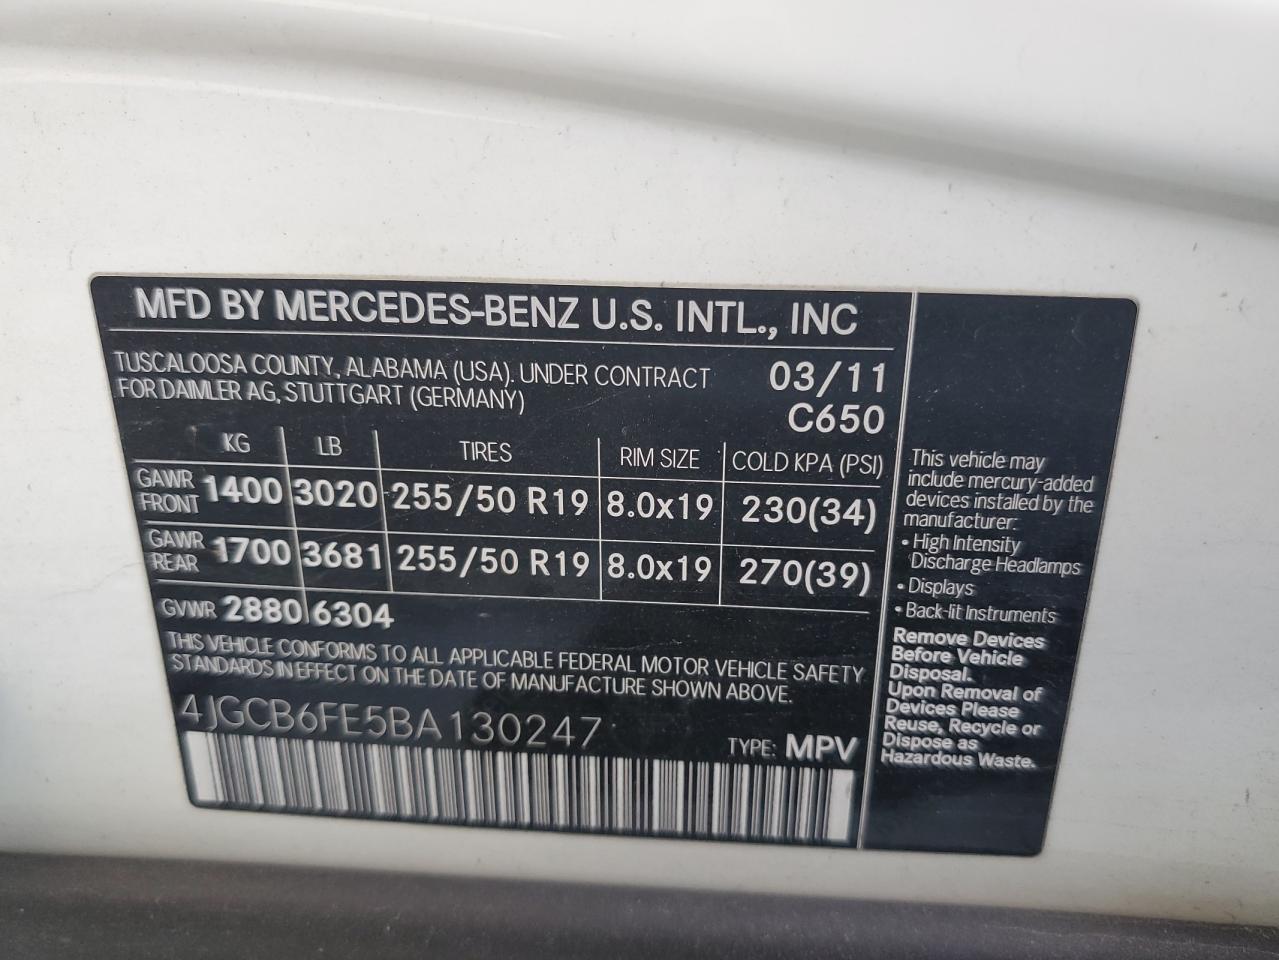 MFD BY MERCEDES-BENZ U.S. INTL., INC
TUSCALOOSA COUNTY, ALABAMA (USA). UNDER CONTRACT
FOR DAIMLER AG, STUTTGART (GERMANY)
03/11
C650
KG LB TIRES RIM SIZE COLD KPA (PSI)
GAWR FRONT 1400 3020 255/50 R19 8.0x19 230(34)
GAWR REAR 1700 3681 255/50 R19 8.0x19 270(39)
GVWR 2880 6304
THIS VEHICLE CONFORMS TO ALL APPLICABLE FEDERAL MOTOR VEHICLE SAFETY
STANDARDS IN EFFECT ON THE DATE OF MANUFACTURE SHOWN ABOVE.
4JGCB6FE5BA130247
TYPE: MPV
This vehicle may
include mercury-added
devices installed by the
manufacturer:
• High Intensity
Discharge Headlamps
• Displays
• Back-lit Instruments
Remove Devices
Before Vehicle
Disposal.
Upon Removal of
Devices Please
Reuse, Recycle or
Dispose as
Hazardous Waste.